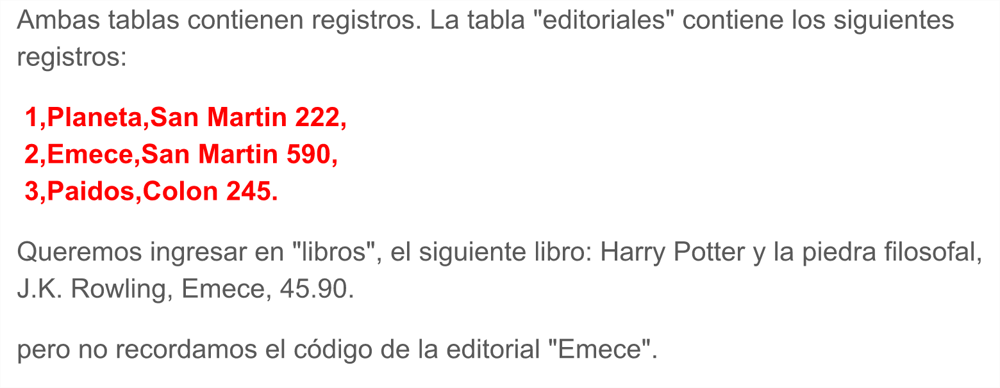 Ambas tablas contienen registros. La tabla "editoriales" contiene los siguientes
registros:
1,Planeta,San Martin 222,
2,Emece,San Martin 590,
3,Paidos,Colon 245.
Queremos ingresar en "libros", el siguiente libro: Harry Potter y la piedra filosofal,
J.K. Rowling, Emece, 45.90.
pero no recordamos el código de la editorial "Emece".